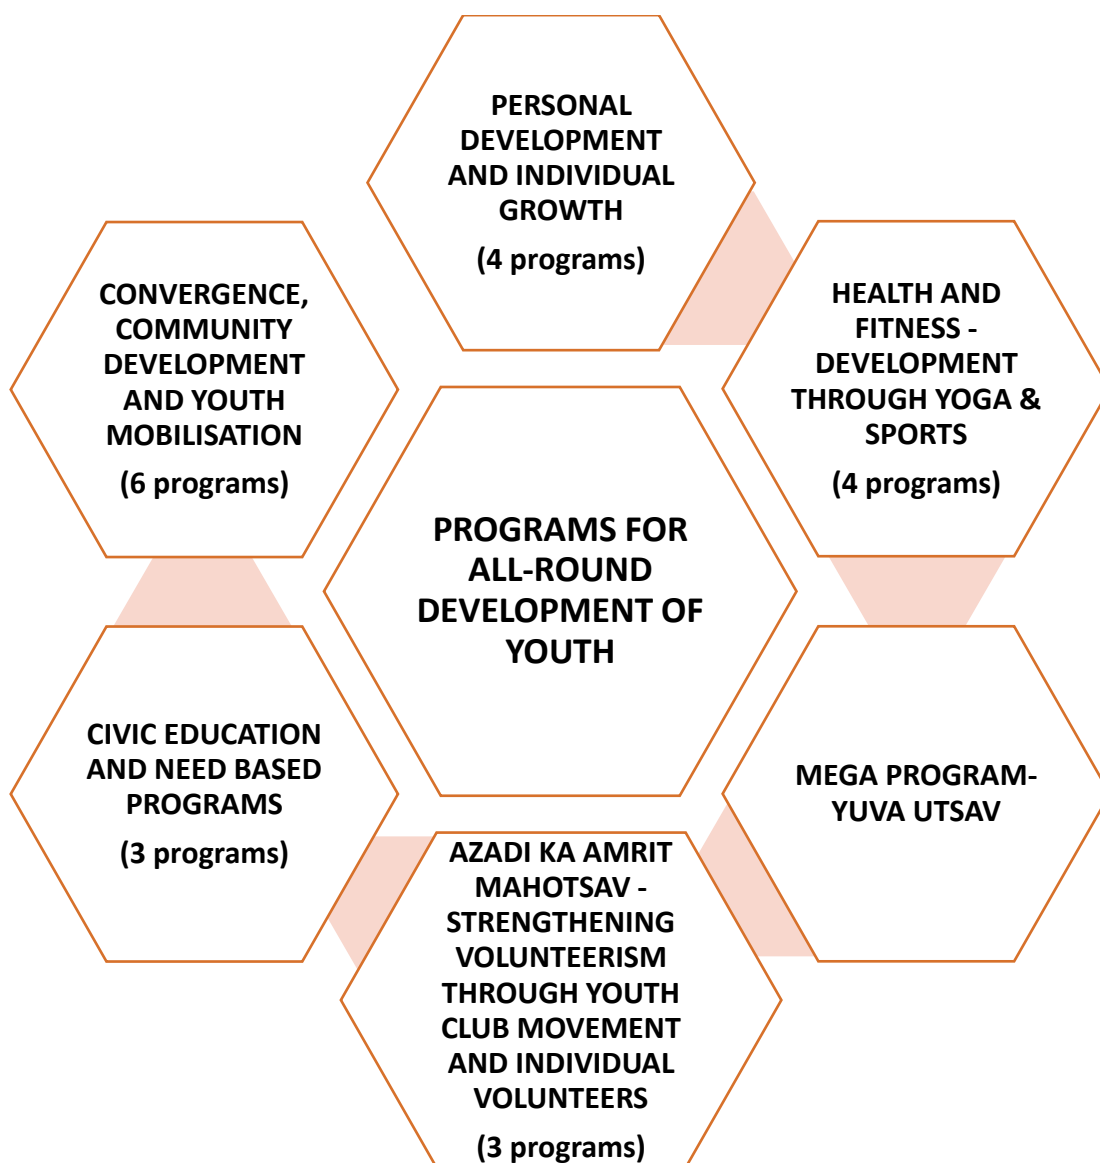 PERSONAL
DEVELOPMENT
AND INDIVIDUAL
GROWTH
(4 programs)
HEALTH AND
FITNESS -
DEVELOPMENT
THROUGH YOGA &
SPORTS
(4 programs)
MEGA PROGRAM-
YUVA UTSAV
AZADI KA AMRIT
MAHOTSAV -
STRENGTHENING
VOLUNTEERISM
THROUGH YOUTH
CLUB MOVEMENT
AND INDIVIDUAL
VOLUNTEERS
(3 programs)
CIVIC EDUCATION
AND NEED BASED
PROGRAMS
(3 programs)
CONVERGENCE,
COMMUNITY
DEVELOPMENT
AND YOUTH
MOBILISATION
(6 programs)
PROGRAMS FOR
ALL-ROUND
DEVELOPMENT OF
YOUTH